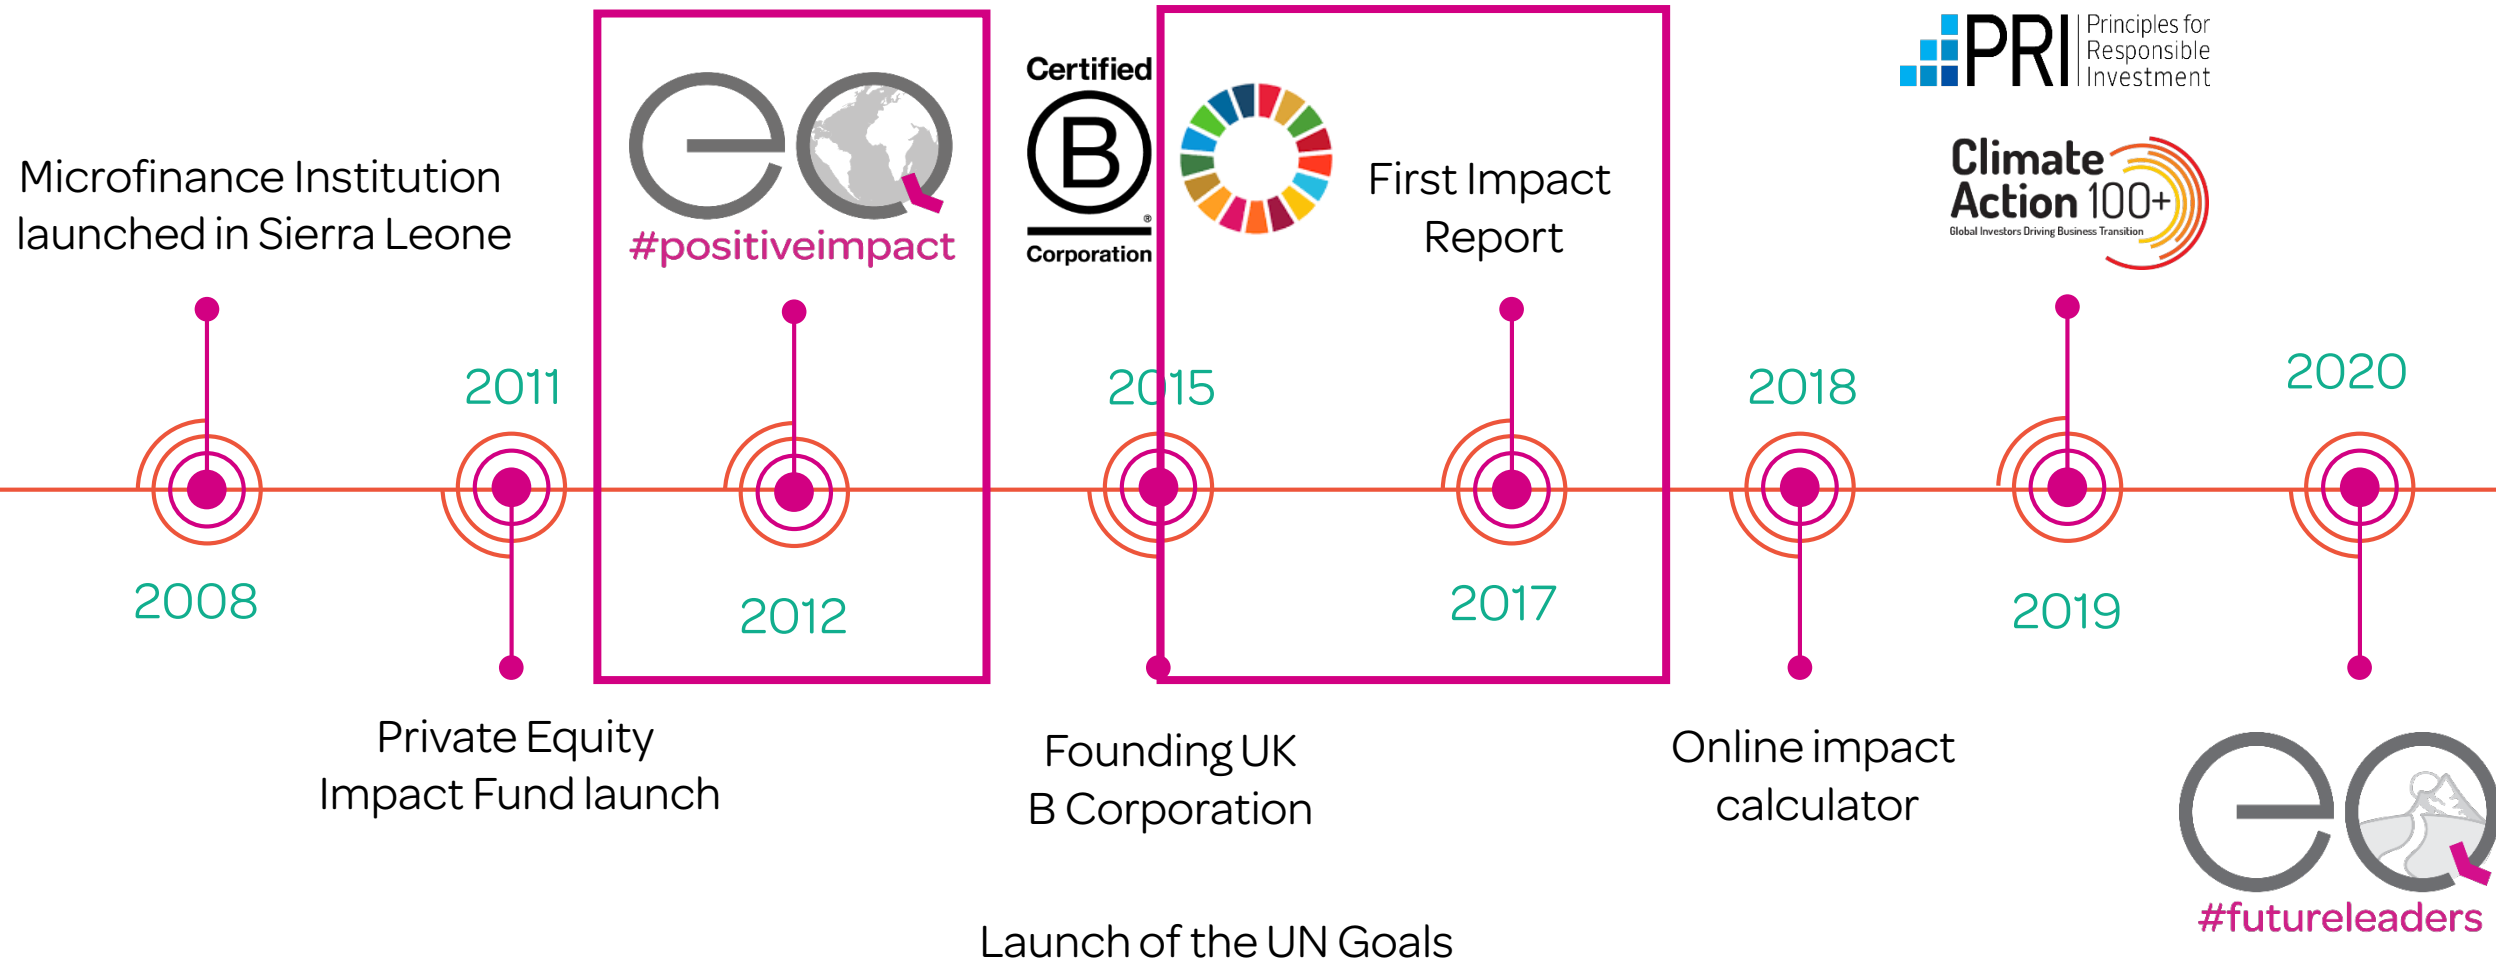 Microfinance Institution
launched in Sierra Leone
2008
2011
Private Equity
Impact Fund launch
eQ
#positiveimpact
2012
Certified
B
®
Corporation
2015
Founding UK
B Corporation
Launch of the UN Goals
First Impact
Report
2017
2018
Online impact
calculator
PRI
Principles for
Responsible
Investment
Climate
Action 100+
Global Investors Driving Business Transition
2019
2020
eQ
#futureleaders